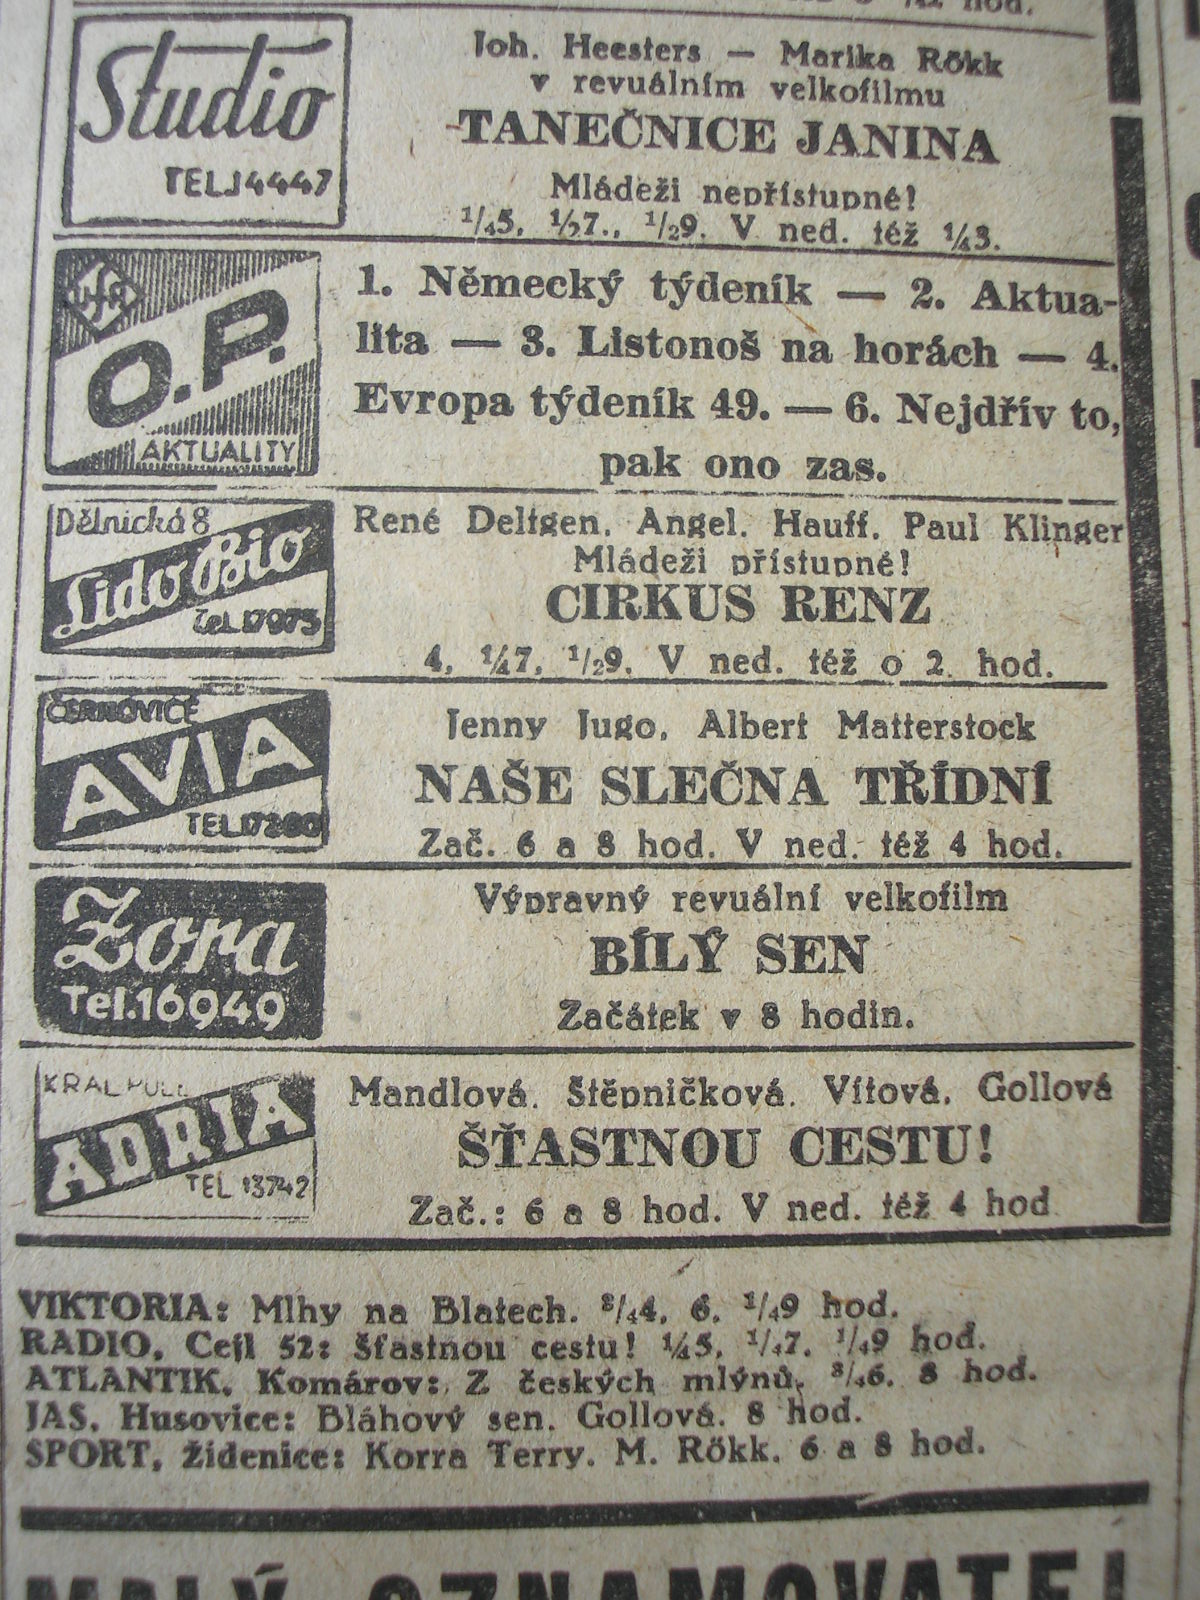 hod.
Studio
TEL. 14447
Joh. Heesters — Marika Rökk
v revuálním velkofilmu
TANEČNICE JANINA
Mládeži nepřístupné!
¼5, ½7., ½9. V ned. též ¼3.
UFA
O.P.
AKTUALITY
1. Německý týdeník — 2. Aktua-
lita — 3. Listonoš na horách — 4.
Evropa týdeník 49. — 6. Nejdřív to,
pak ono zas.
Dělnická 8
Lido Bio
Tel. 17975
René Deltgen, Angel. Hauff, Paul Klinger
Mládeži přístupné!
CIRKUS RENZ
4, ¼7, ½9. V ned. též o 2 hod.
ČERNOVICE
AVIA
TEL.
Jenny Jugo, Albert Matterstock
NAŠE SLEČNA TŘÍDNÍ
Zač. 6 a 8 hod. V ned. též 4 hod.
Zora
Tel. 16949
Výpravný revuální velkofilm
BÍLÝ SEN
Začátek v 8 hodin.
KRÁL. POLE
ADRIA
TEL 13742
Mandlová, Štěpničková, Vítová, Gollová
ŠŤASTNOU CESTU!
Zač.: 6 a 8 hod. V ned. též 4 hod
VIKTORIA: Mlhy na Blatech. ¾4, 6, ¼9 hod.
RADIO, Cejl 52: Šťastnou cestu! ¼5, ¼7, ¼9 hod.
ATLANTIK, Komárov: Z českých mlýnů, ¾6, 8 hod.
JAS, Husovice: Bláhový sen. Gollová. 8 hod.
SPORT, Židenice: Korra Terry. M. Rökk. 6 a 8 hod.
MALÝ OZNAMOVATEL